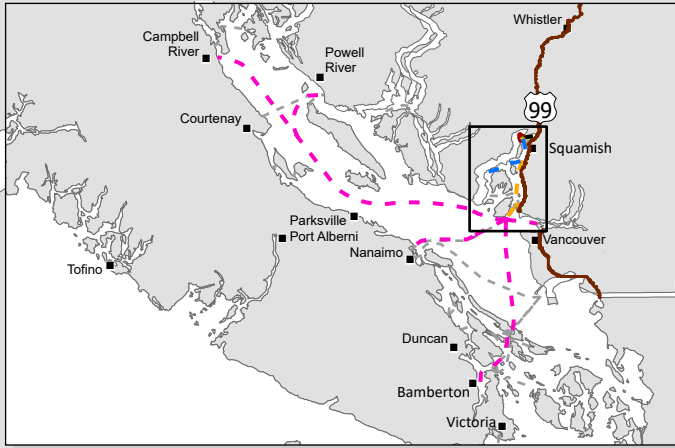 Whistler
Campbell
River
Powell
River
99
Courtenay
Squamish
Parksville
Port Alberni
Vancouver
Nanaimo
Tofino
Duncan
Bamberton
Victoria